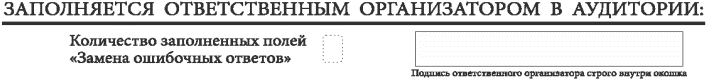 ЗАПОЛНЯЕТСЯ ОТВЕТСТВЕННЫМ ОРГАНИЗАТОРОМ В АУДИТОРИИ:
Количество заполненных полей
«Замена ошибочных ответов»
Подпись ответственного организатора строго внутри окошка